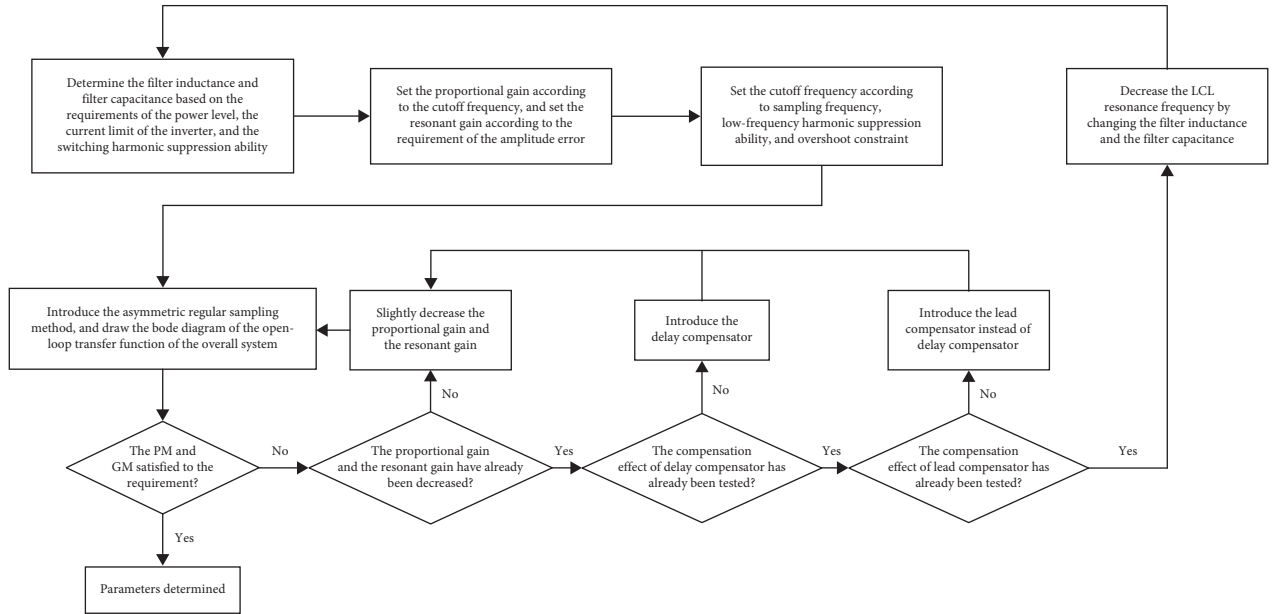 Determine the filter inductance and
filter capacitance based on the
requirements of the power level, the
current limit of the inverter, and the
switching harmonic suppression ability
Set the proportional gain according
to the cutoff frequency, and set the
resonant gain according to the
requirement of the amplitude error
Set the cutoff frequency according
to sampling frequency,
low-frequency harmonic suppression
ability, and overshoot constraint
Decrease the LCL
resonance frequency by
changing the filter inductance
and the filter capacitance
Introduce the asymmetric regular sampling
method, and draw the bode diagram of the open-
loop transfer function of the overall system
Slightly decrease the
proportional gain and
the resonant gain
Introduce the
delay compensator
Introduce the lead
compensator instead of
delay compensator
No
No
No
The PM and
GM satisfied to the
requirement?
No
The proportional gain
and the resonant gain have already
been decreased?
Yes
The compensation
effect of delay compensator has
already been tested?
Yes
The compensation
effect of lead compensator has
already been tested?
Yes
Yes
Parameters determined